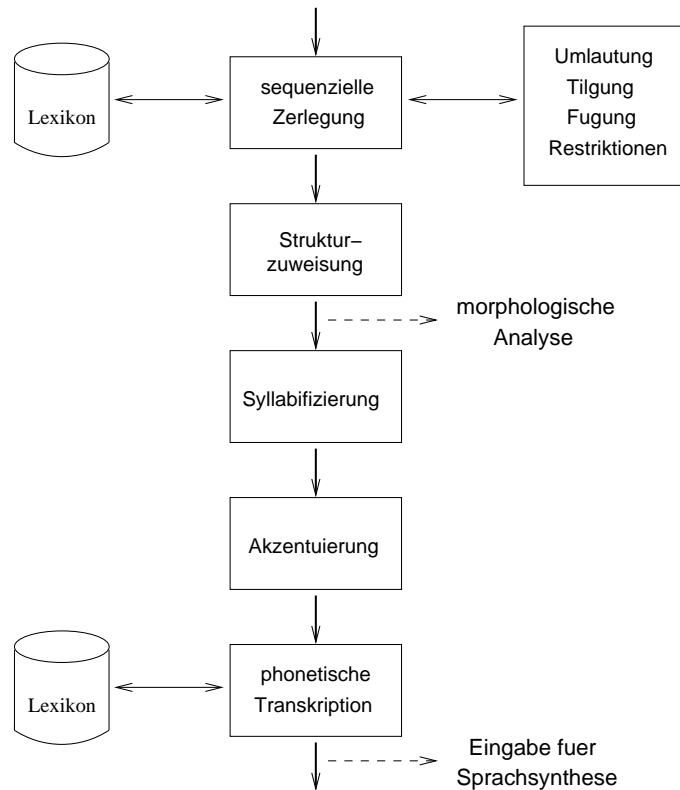 Lexikon
sequenzielle
Zerlegung
Umlautung
Tilgung
Fugung
Restriktionen
Struktur–
zuweisung
morphologische
Analyse
Syllabifizierung
Akzentuierung
Lexikon
phonetische
Transkription
Eingabe fuer
Sprachsynthese